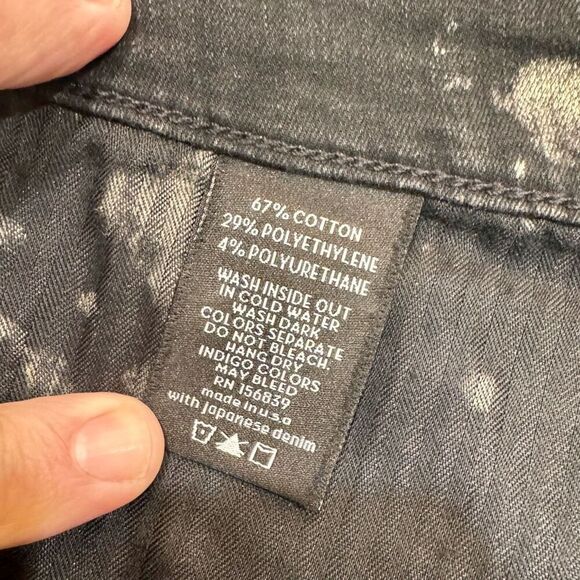 67% COTTON
29% POLYETHYLENE
4% POLYURETHANE
WASH INSIDE OUT
IN COLD WATER
WASH DARK
COLORS SEPARATE
DO NOT BLEACH.
HANG DRY
INDIGO COLORS
MAY BLEED
RN 156839
made in u.s.a
with japanese denim